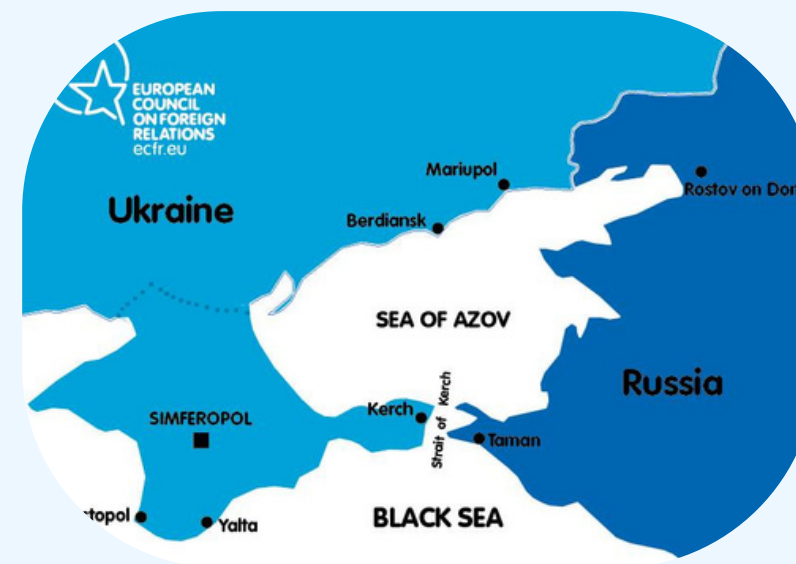 EUROPEAN
COUNCIL
ON FOREIGN
RELATIONS
ecfr.eu
Mariupol
Rostov on Don
Ukraine
Berdiansk
SEA OF AZOV
Russia
Strait of Kerch
Kerch
SIMFEROPOL
Taman
stopol
Yalta
BLACK SEA